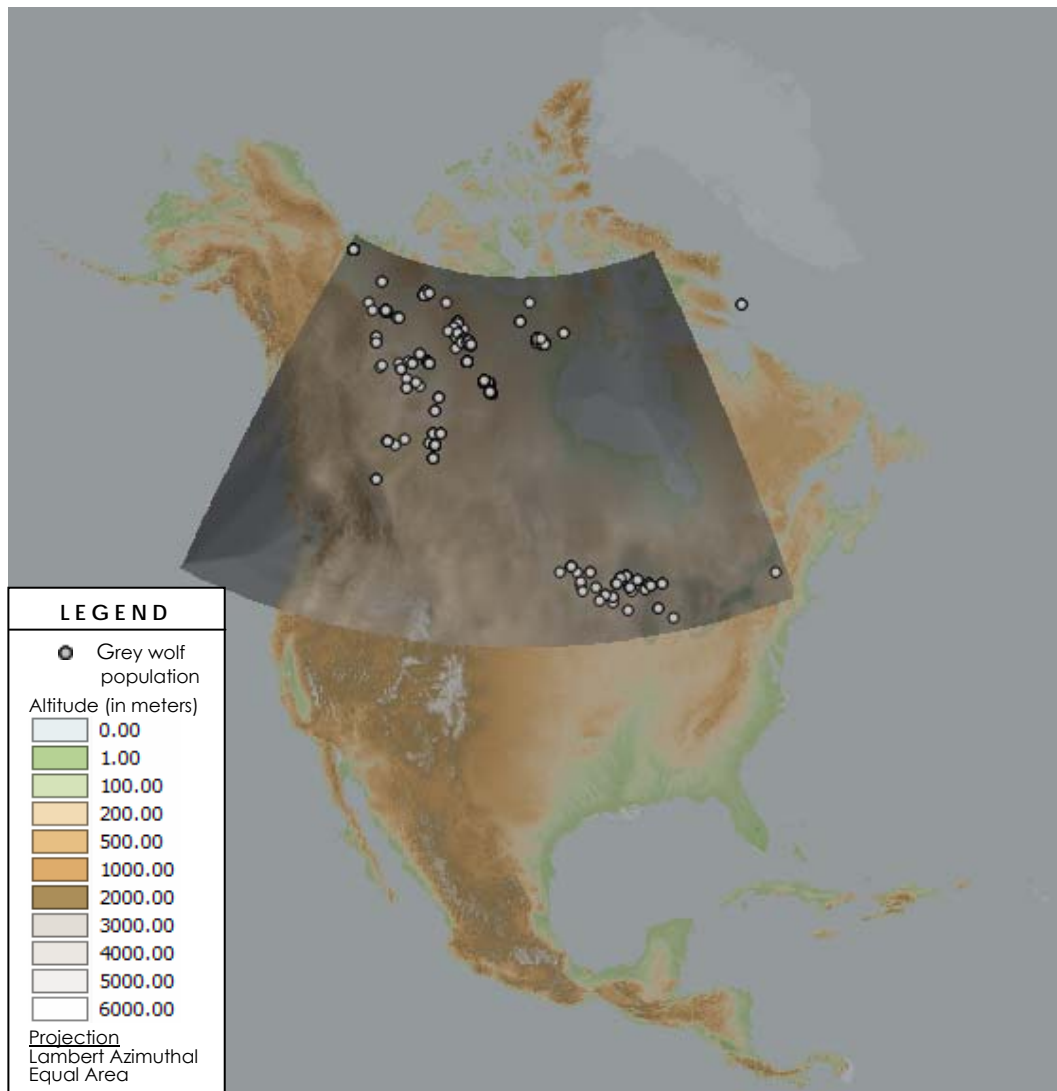 LEGEND
Grey wolf
population
Altitude (in meters)
0.00
1.00
100.00
200.00
500.00
1000.00
2000.00
3000.00
4000.00
5000.00
6000.00
Projection
Lambert Azimuthal
Equal Area